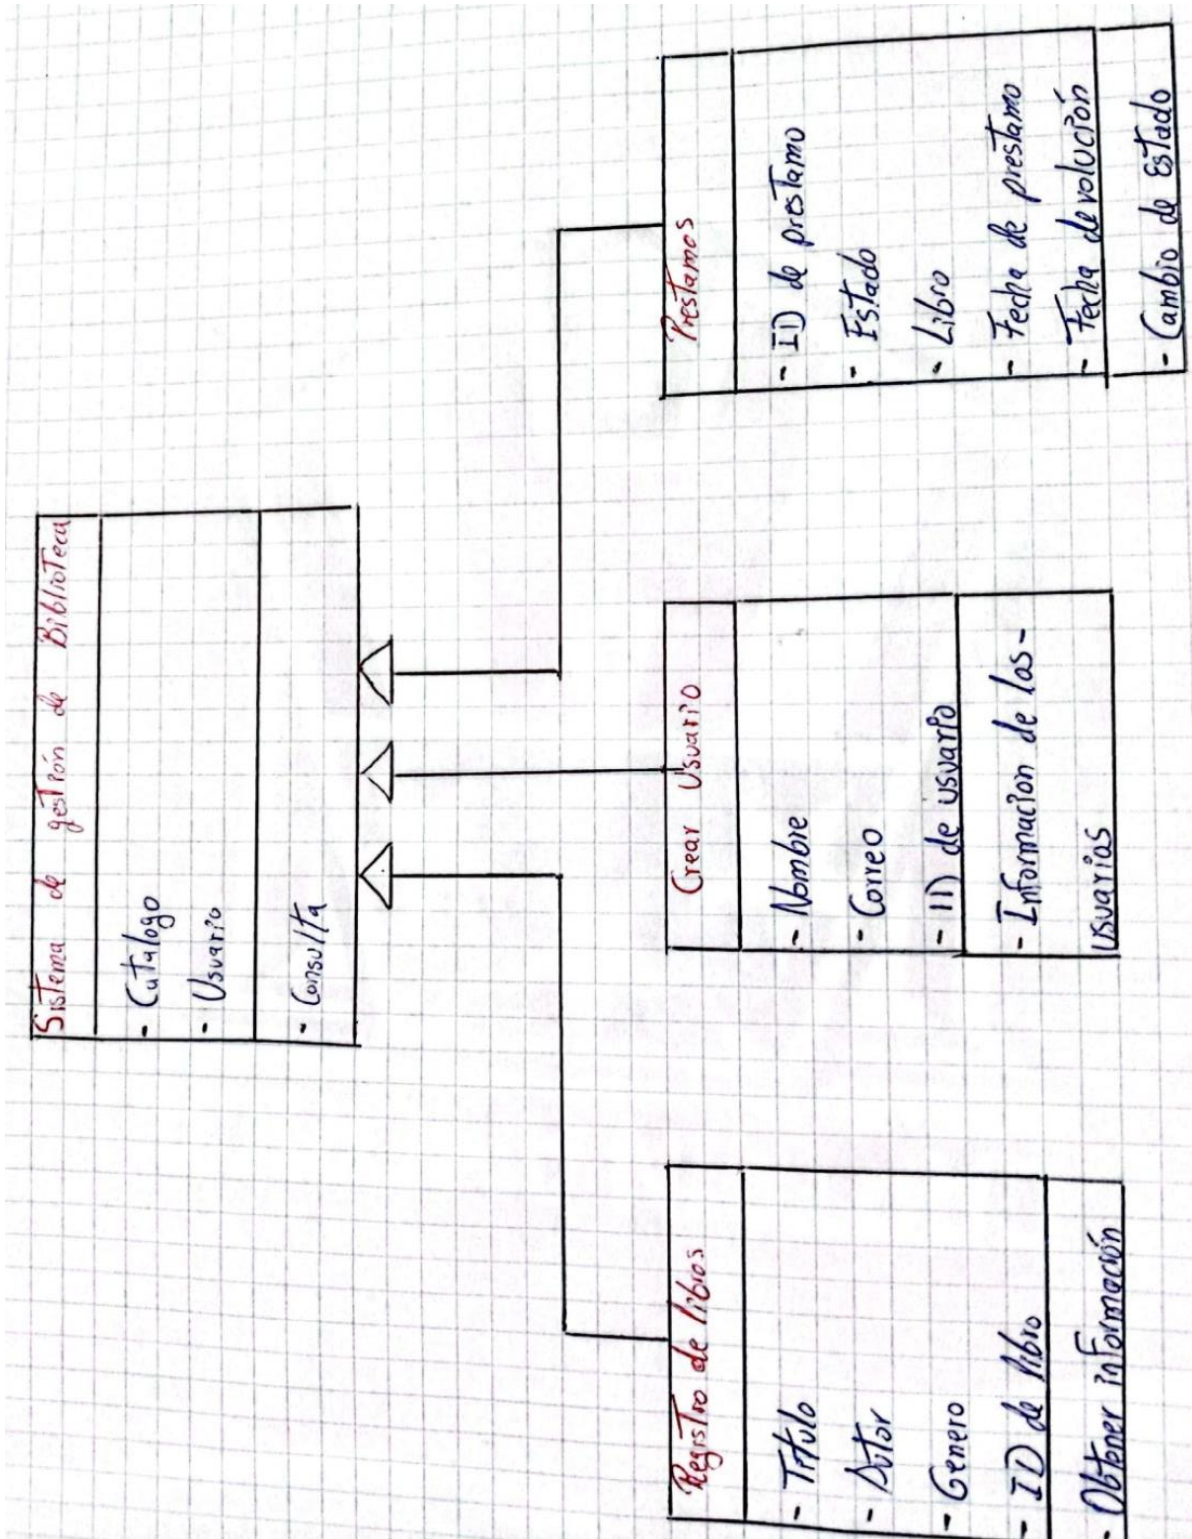 Sistema de gestión de Biblioteca
- Catalogo
- Usuario
- Consulta
Registro de libros
- Titulo
- Autor
- Genero
- ID de libro
Obtener información
Crear Usuario
- Nombre
- Correo
- ID de usuario
- Informacion de los-
usuarios
Prestamos
- ID de prestamo
- Estado
- Libro
- Fecha de prestamo
- Fecha devolución
- Cambio de estado